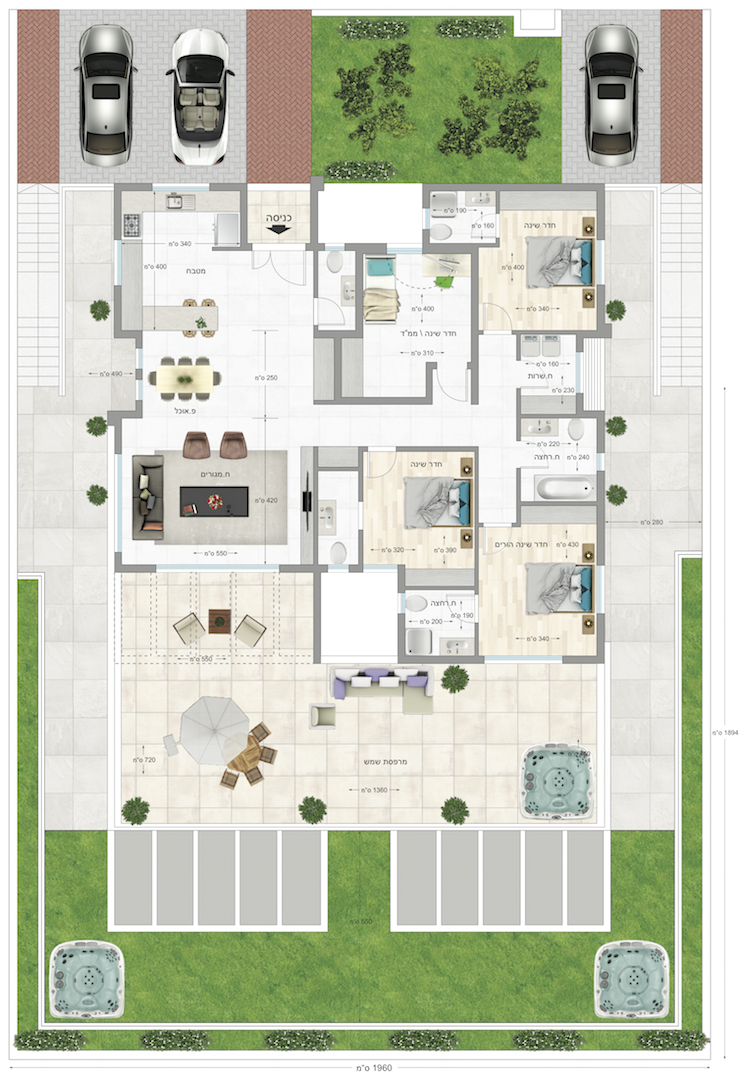 כניסה
190 ס"מ
160 ס"מ
חדר שינה
340 ס"מ
מטבח
400 ס"מ
400 ס"מ
340 ס"מ
400 ס"מ
חדר שינה \ ממ"ד
310 ס"מ
490 ס"מ
250 ס"מ
160 ס"מ
ח.שרות
230 ס"מ
פ.אוכל
220 ס"מ
240 ס"מ
ח.רחצה
ח.מגורים
420 ס"מ
550 ס"מ
חדר שינה
320 ס"מ
390 ס"מ
280 ס"מ
430 ס"מ
חדר שינה הורים
340 ס"מ
ח.רחצה
190 ס"מ
200 ס"מ
550 ס"מ
1894 ס"מ
720 ס"מ
מרפסת שמש
1360 ס"מ
550 ס"מ
1960 ס"מ